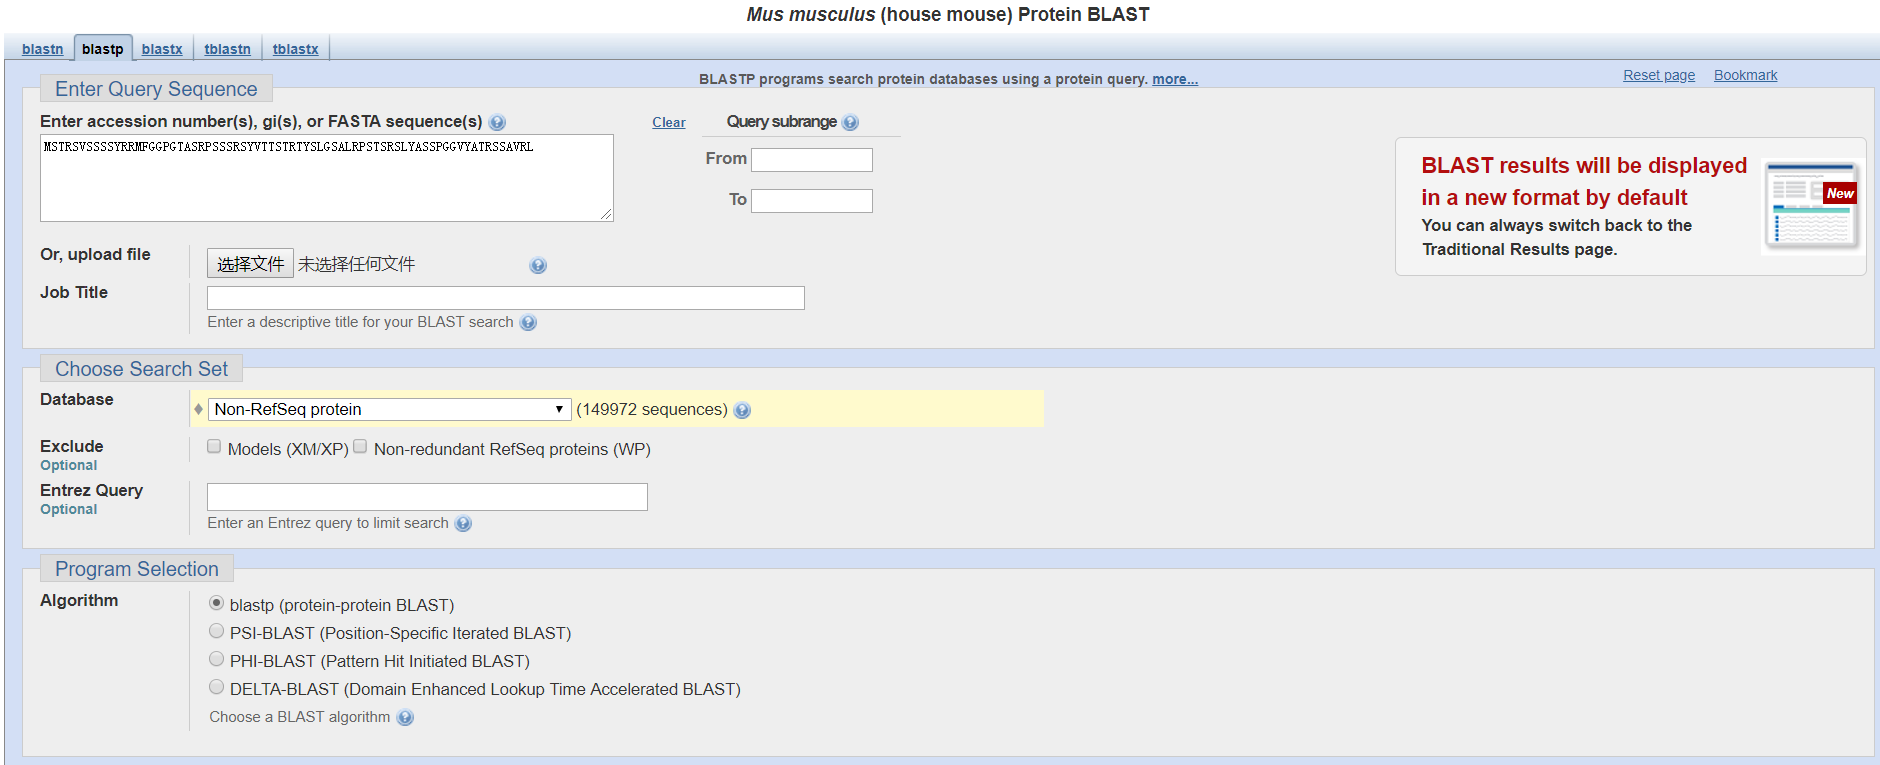 Mus musculus (house mouse) Protein BLAST
blastn
blastp
blastx
tblastn
tblastx
BLASTP programs search protein databases using a protein query. more...
Reset page
Bookmark
Enter Query Sequence
Enter accession number(s), gi(s), or FASTA sequence(s)
Clear
Query subrange
MSTRSVSSSSYRRMFGGPGTASRPSSSRSYVTTSTRTYSLGSALRPSTSRSLYASSPGGVYATRSSAVRL
From
To
BLAST results will be displayed
in a new format by default
You can always switch back to the
Traditional Results page.
New
Or, upload file
选择文件 未选择任何文件
Job Title
Enter a descriptive title for your BLAST search
Choose Search Set
Database
Non-RefSeq protein
(149972 sequences)
Exclude
Optional
Models (XM/XP)
Non-redundant RefSeq proteins (WP)
Entrez Query
Optional
Enter an Entrez query to limit search
Program Selection
Algorithm
blastp (protein-protein BLAST)
PSI-BLAST (Position-Specific Iterated BLAST)
PHI-BLAST (Pattern Hit Initiated BLAST)
DELTA-BLAST (Domain Enhanced Lookup Time Accelerated BLAST)
Choose a BLAST algorithm